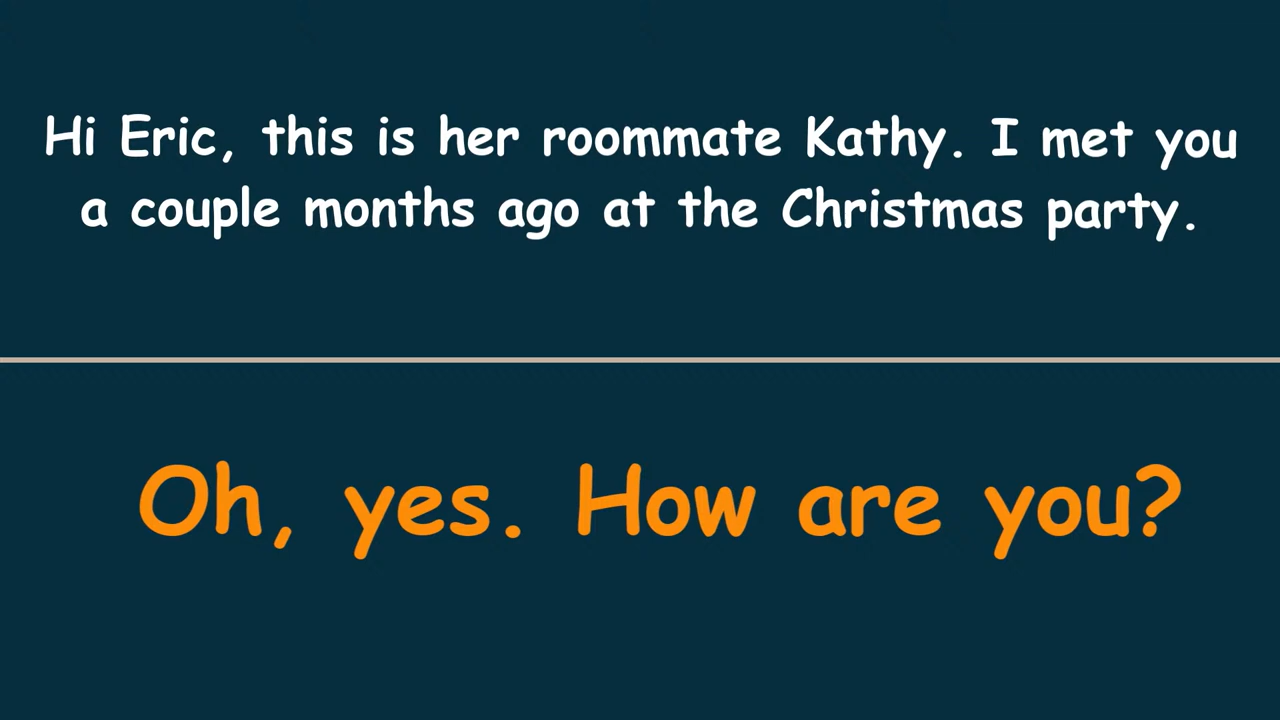 Hi Eric, this is her roommate Kathy. I met you
a couple months ago at the Christmas party.
Oh, yes. How are you?